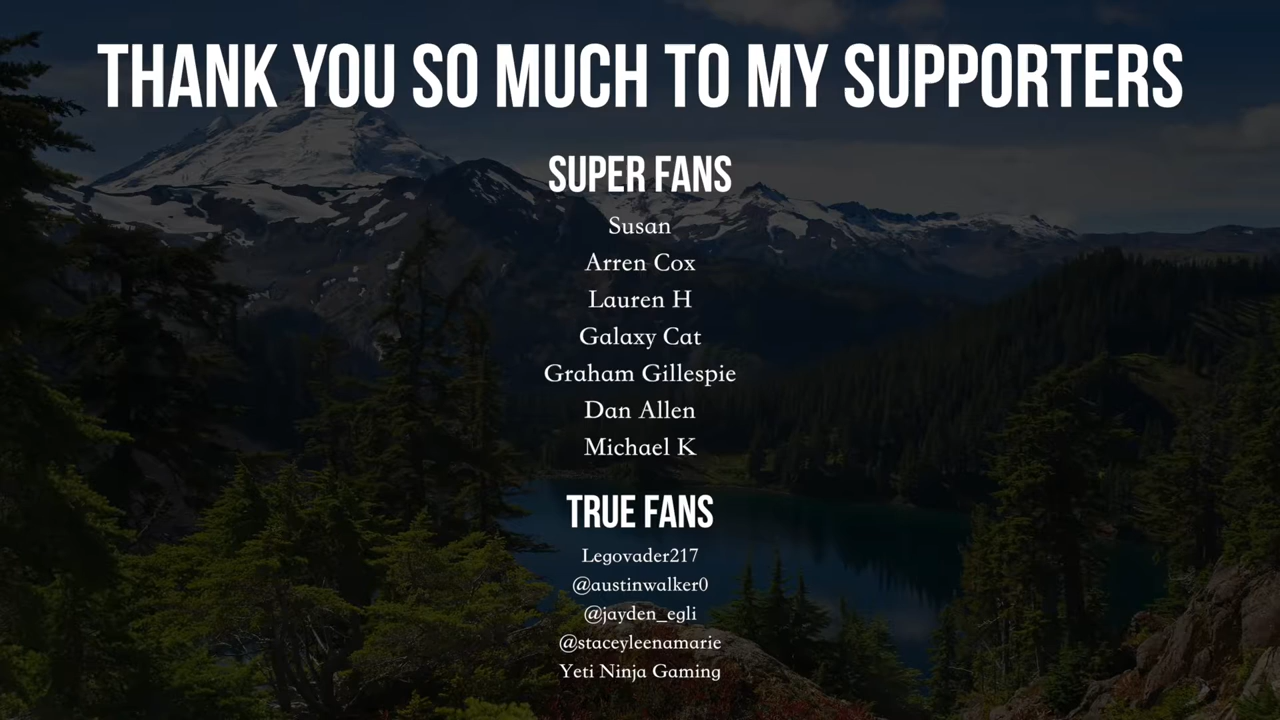 THANK YOU SO MUCH TO MY SUPPORTERS
SUPER FANS
Susan
Arren Cox
Lauren H
Galaxy Cat
Graham Gillespie
Dan Allen
Michael K
TRUE FANS
Legovader217
@austinwalker0
@jayden_egli
@staceyleenamarie
Yeti Ninja Gaming